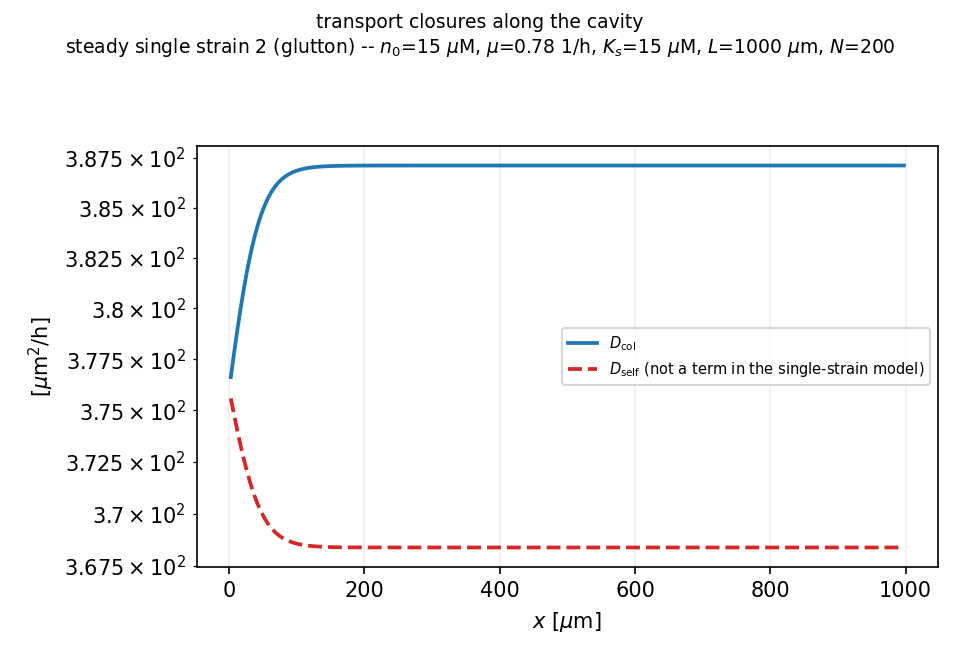 transport closures along the cavity
steady single strain 2 (glutton) -- n₀=15 μM, μ=0.78 1/h, Kₛ=15 μM, L=1000 μm, N=200
3.875 × 10²
3.85 × 10²
3.825 × 10²
3.8 × 10²
3.775 × 10²
3.75 × 10²
3.725 × 10²
3.7 × 10²
3.675 × 10²
[μm²/h]
D_col
D_self (not a term in the single-strain model)
0 200 400 600 800 1000
x [μm]